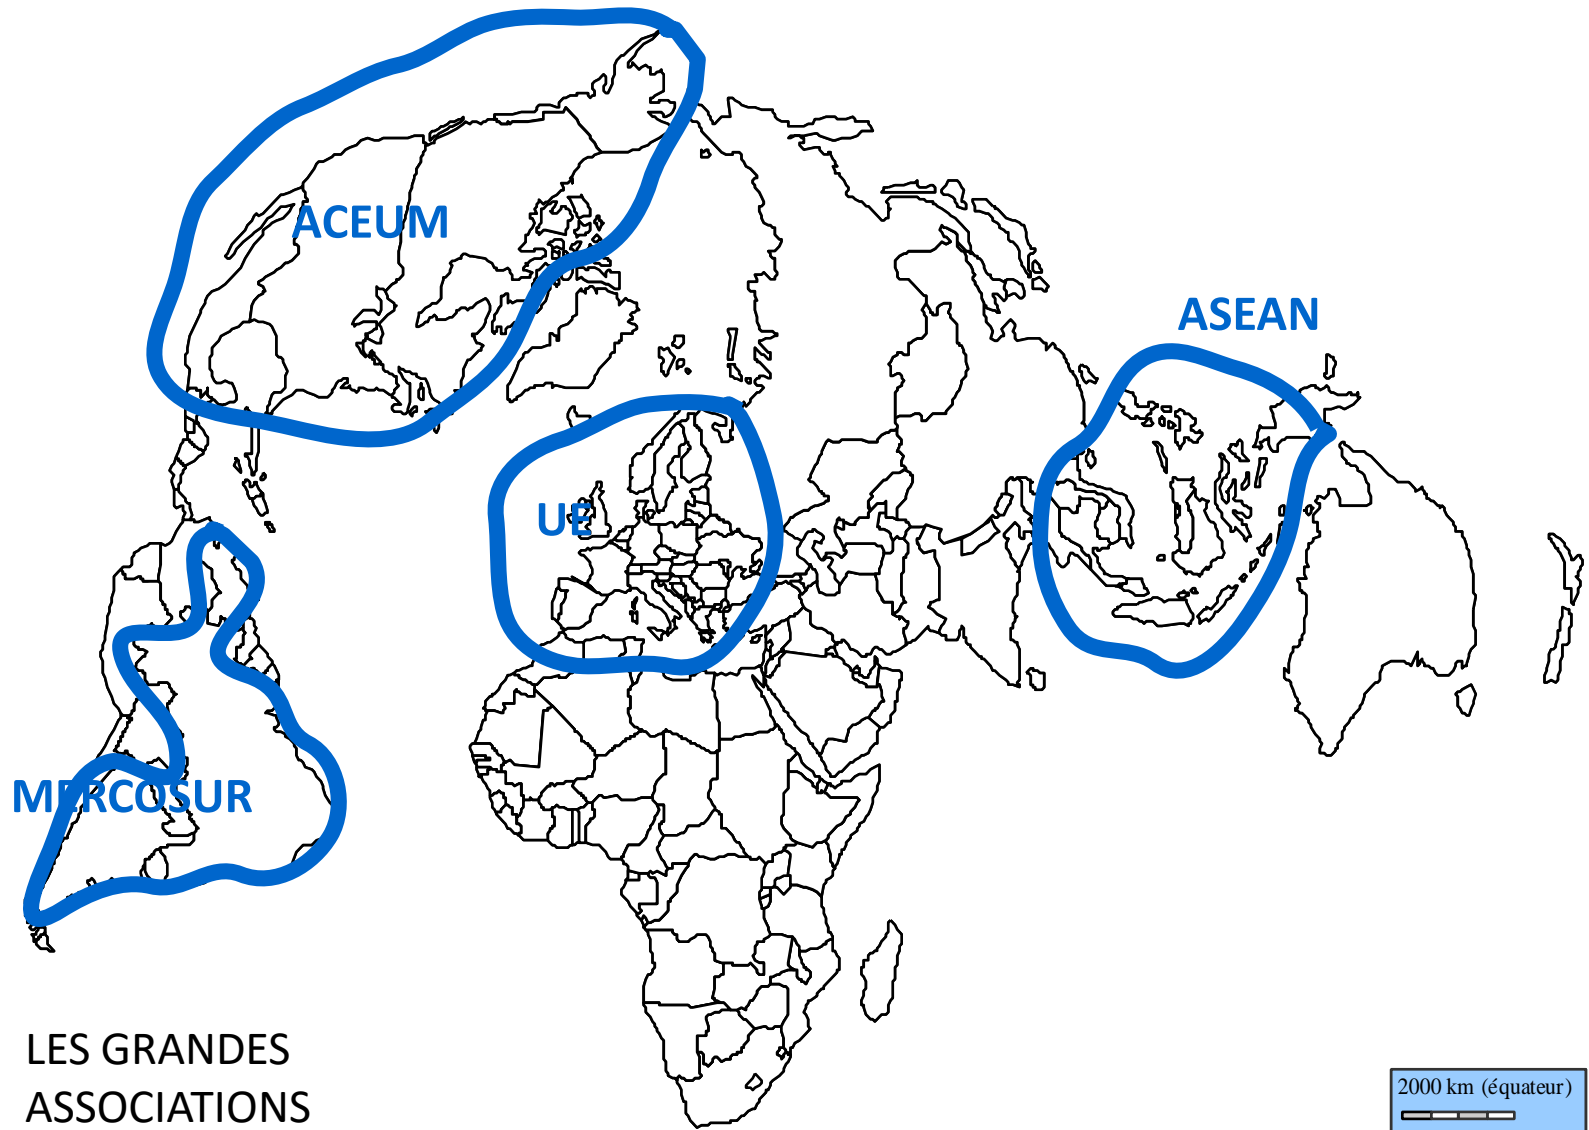 ACEUM
ASEAN
UE
MERCOSUR
LES GRANDES
ASSOCIATIONS
2000 km (équateur)